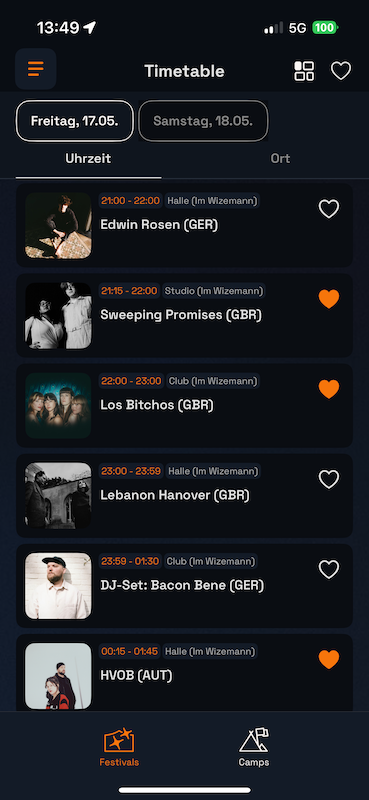 13:49 5G 100
Timetable
Freitag, 17.05. Samstag, 18.05.
Uhrzeit Ort
21:00 - 22:00 Halle (Im Wizemann)
Edwin Rosen (GER)
21:15 - 22:00 Studio (Im Wizemann)
Sweeping Promises (GBR)
22:00 - 23:00 Club (Im Wizemann)
Los Bitchos (GBR)
23:00 - 23:59 Halle (Im Wizemann)
Lebanon Hanover (GBR)
23:59 - 01:30 Club (Im Wizemann)
DJ-Set: Bacon Bene (GER)
00:15 - 01:45 Halle (Im Wizemann)
HVOB (AUT)
Festivals Camps